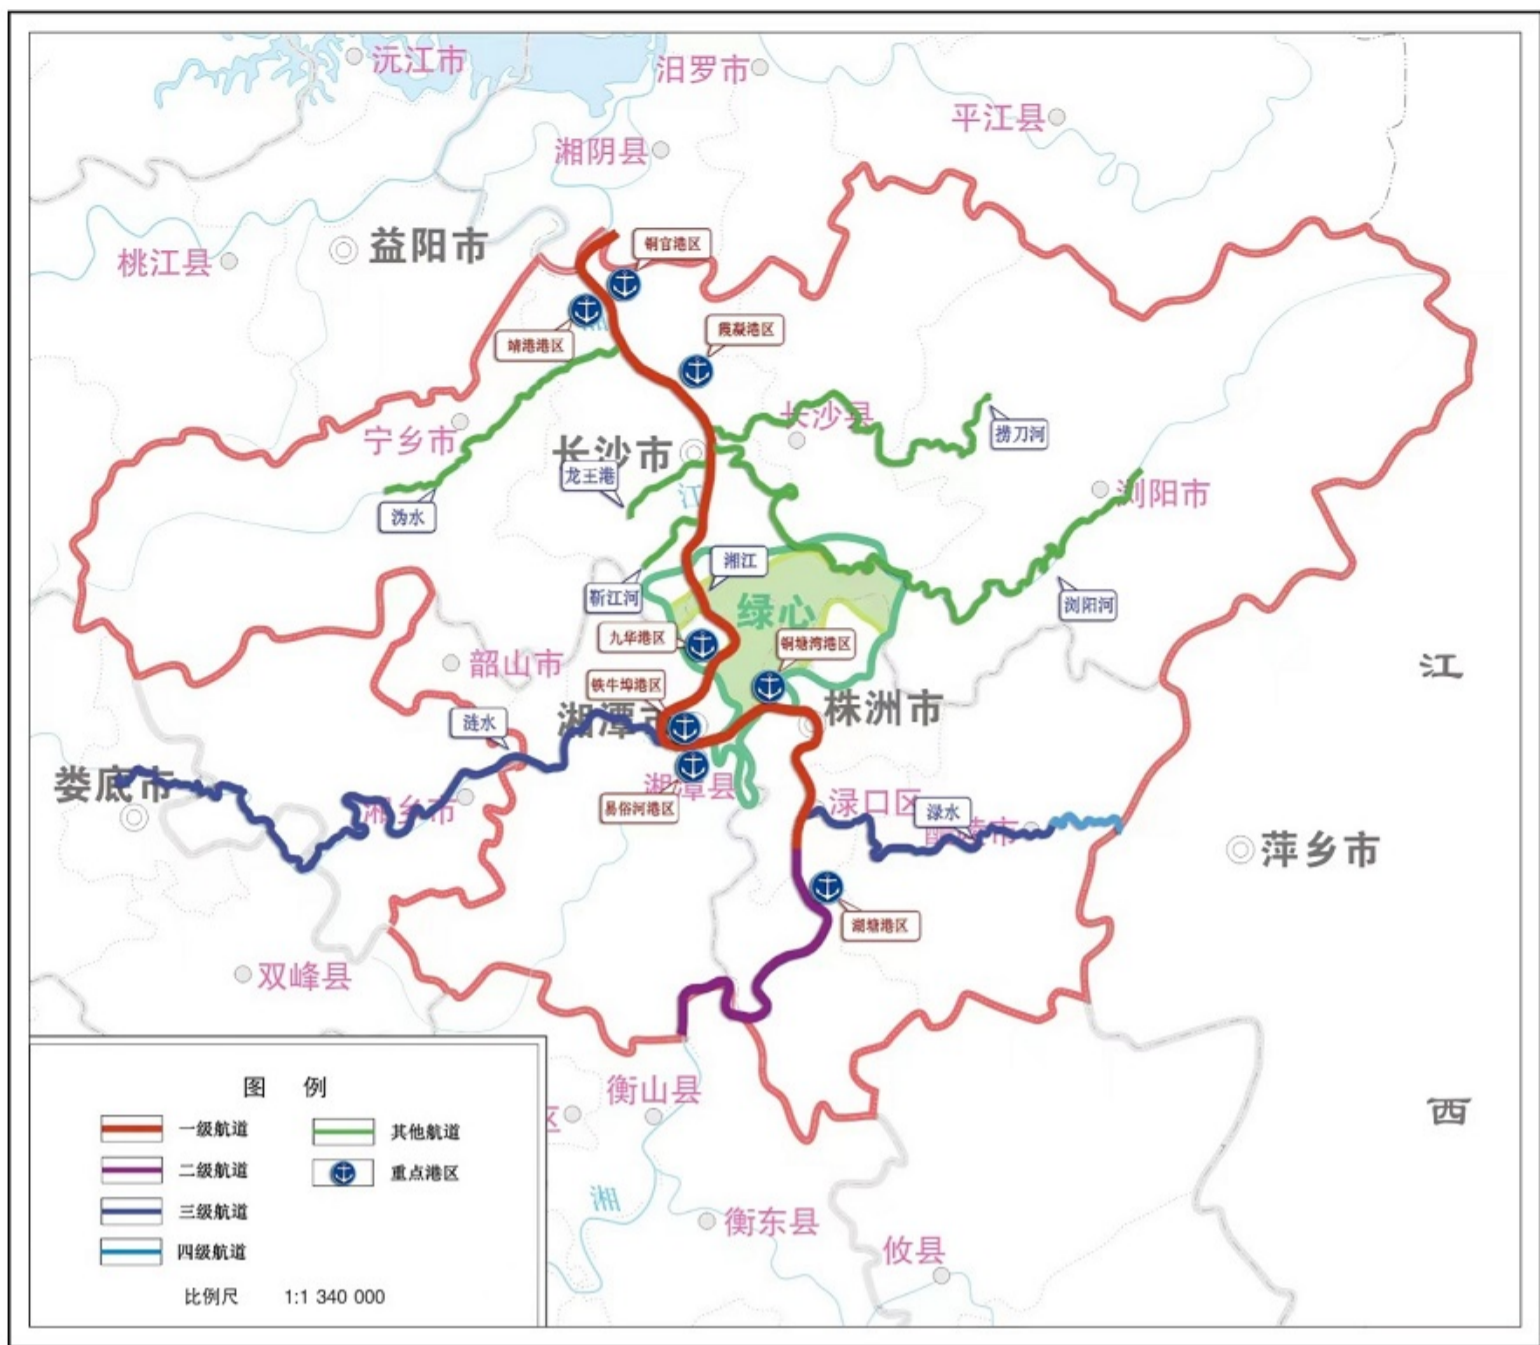 沅江市
汨罗市
平江县
湘阴县
益阳市
桃江县
铜官港区
靖港港区
霞凝港区
宁乡市
长沙县
捞刀河
长沙市
龙王港
江
浏阳市
沩水
湘江
靳江河
绿心
浏阳河
九华港区
铜塘湾港区
韶山市
铁牛埠港区
江
湘潭市
株洲市
涟水
娄底市
湘乡市
湘潭县
易俗河港区
渌口区
渌水
醴陵市
萍乡市
湖塘港区
双峰县
衡山县
区
西
湘
衡东县
攸县
图 例
一级航道
其他航道
二级航道
重点港区
三级航道
四级航道
比例尺 1:1 340 000